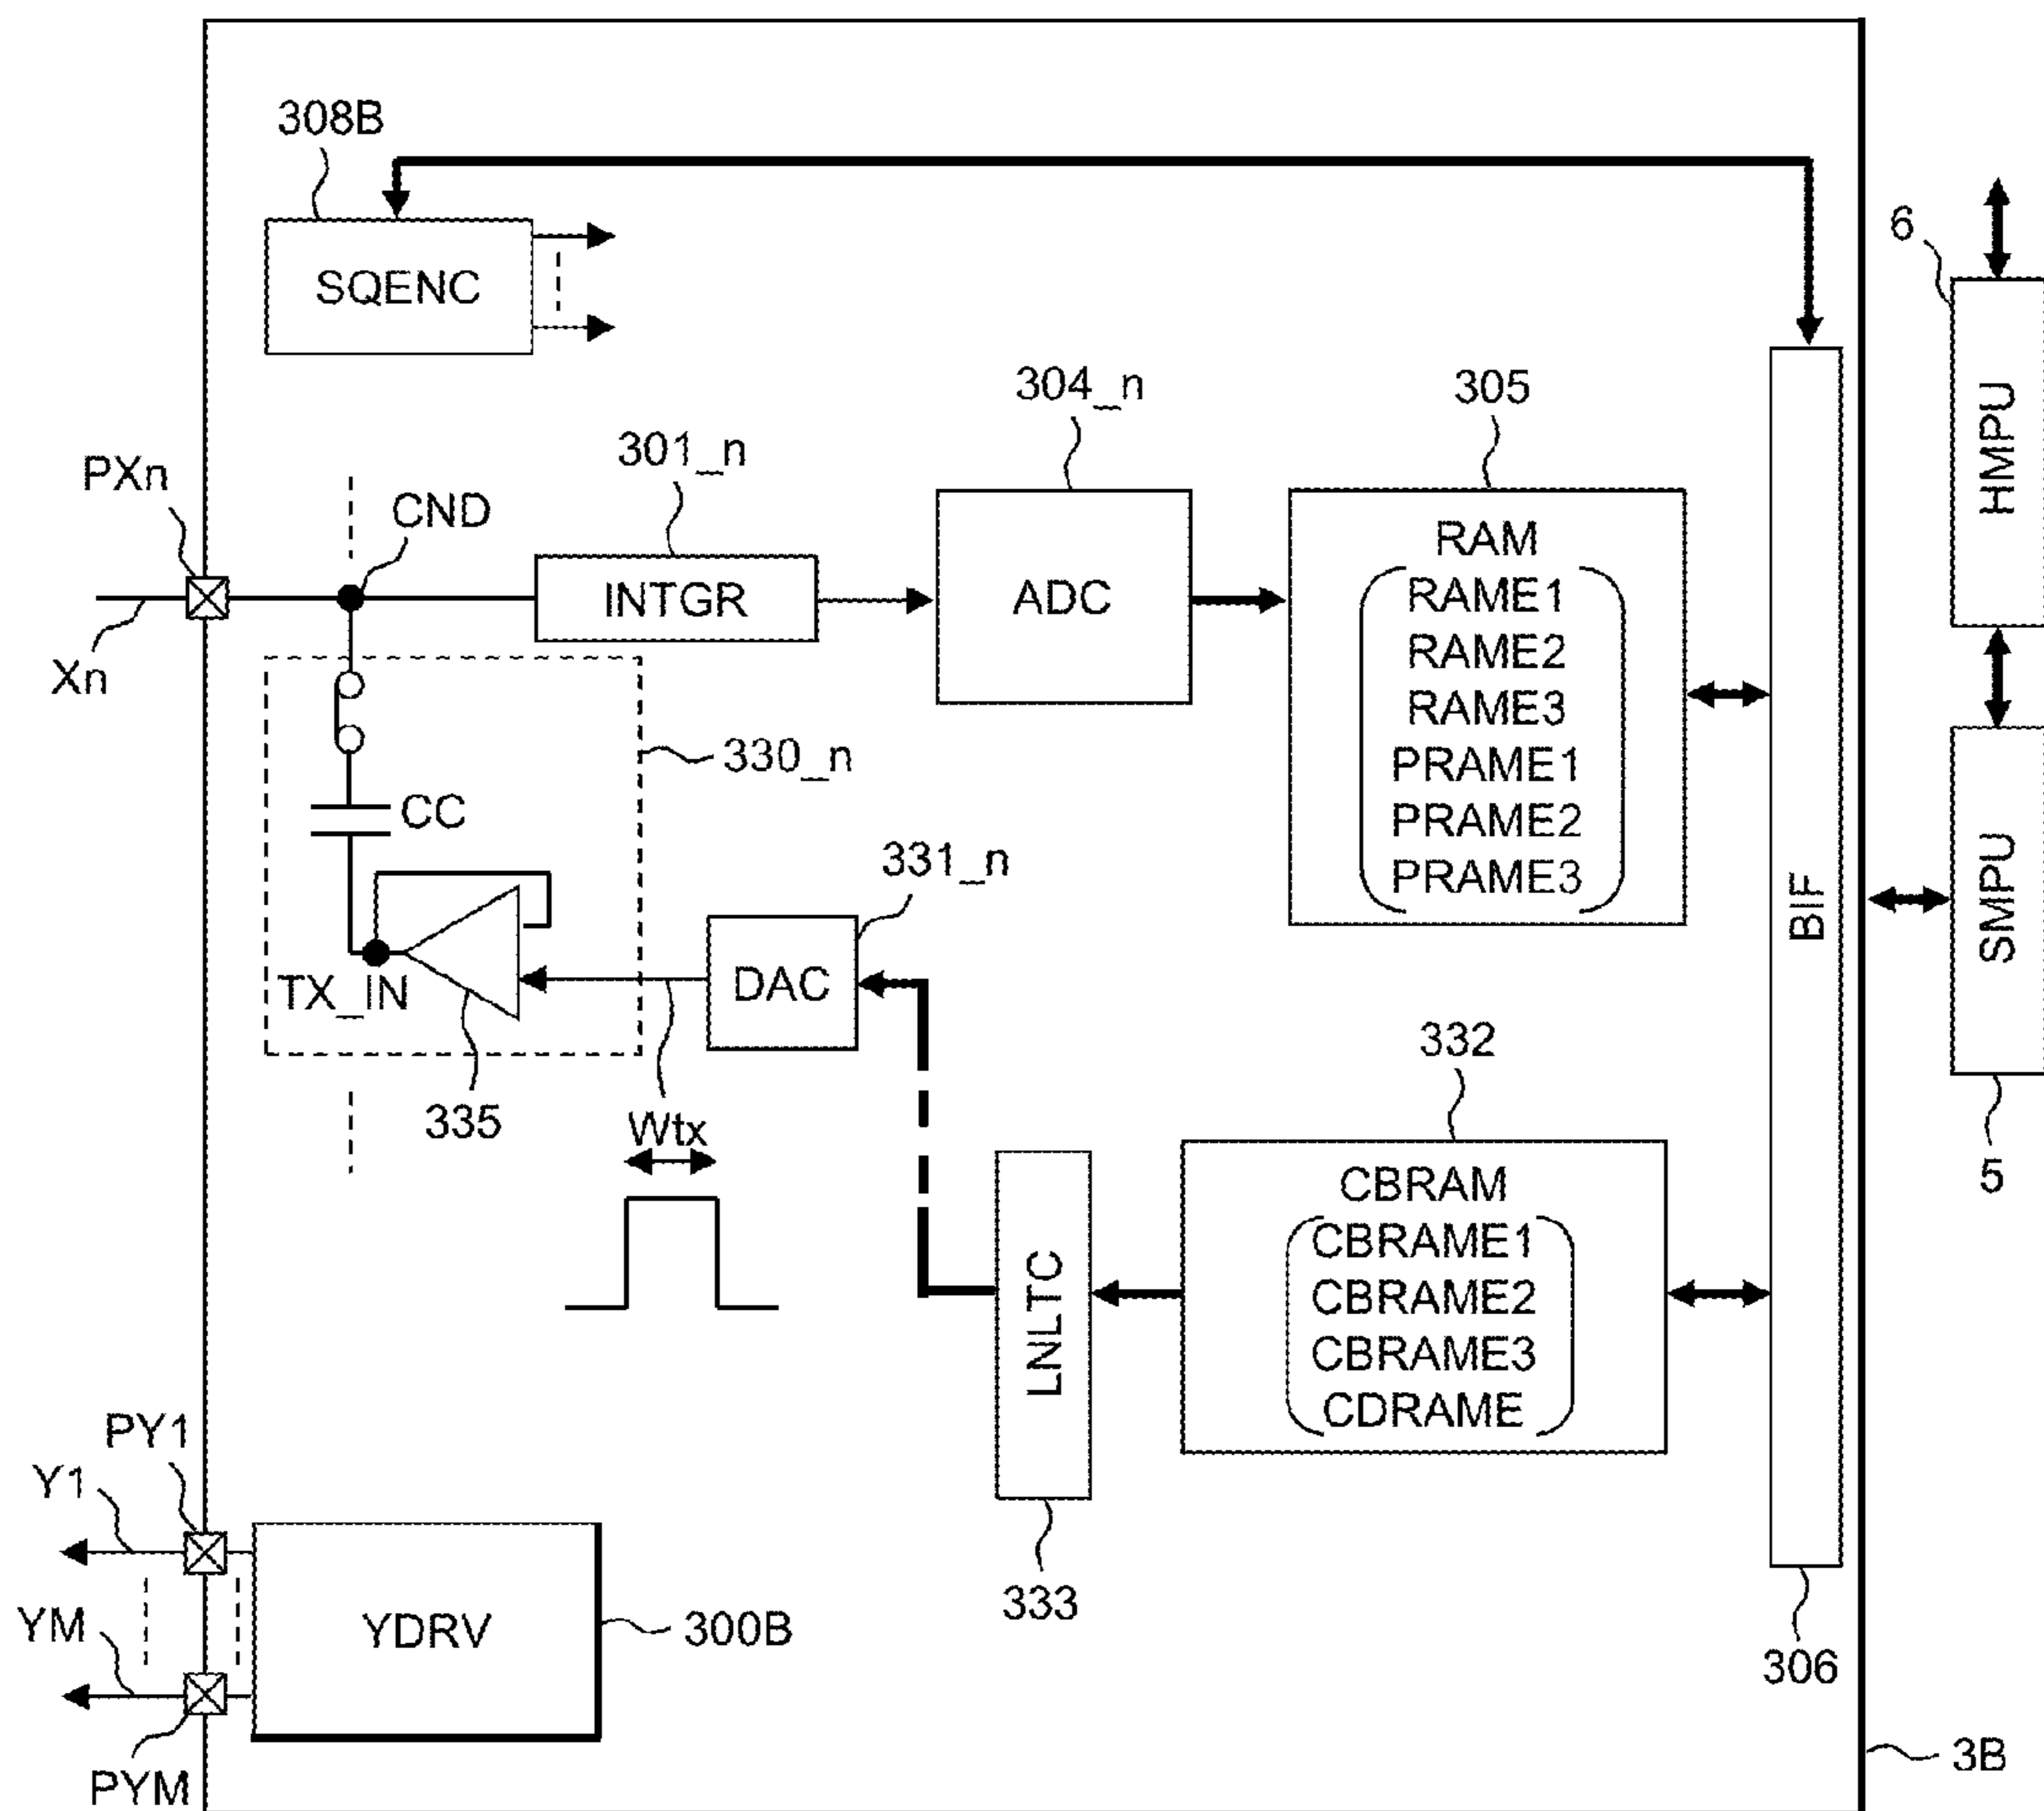 308B
SQENC
6
HMPU
304_n
305
301_n
PXn
CND
INTGR
ADC
RAM
RAME1
RAME2
RAME3
PRAME1
PRAME2
PRAME3
Xn
330_n
CC
331_n
BIF
SMPU
TX_IN
DAC
335
Wtx
332
5
CBRAM
CBRAME1
CBRAME2
CBRAME3
CDRAME
LNLTC
PY1
Y1
333
YM
YDRV
300B
306
PYM
3B